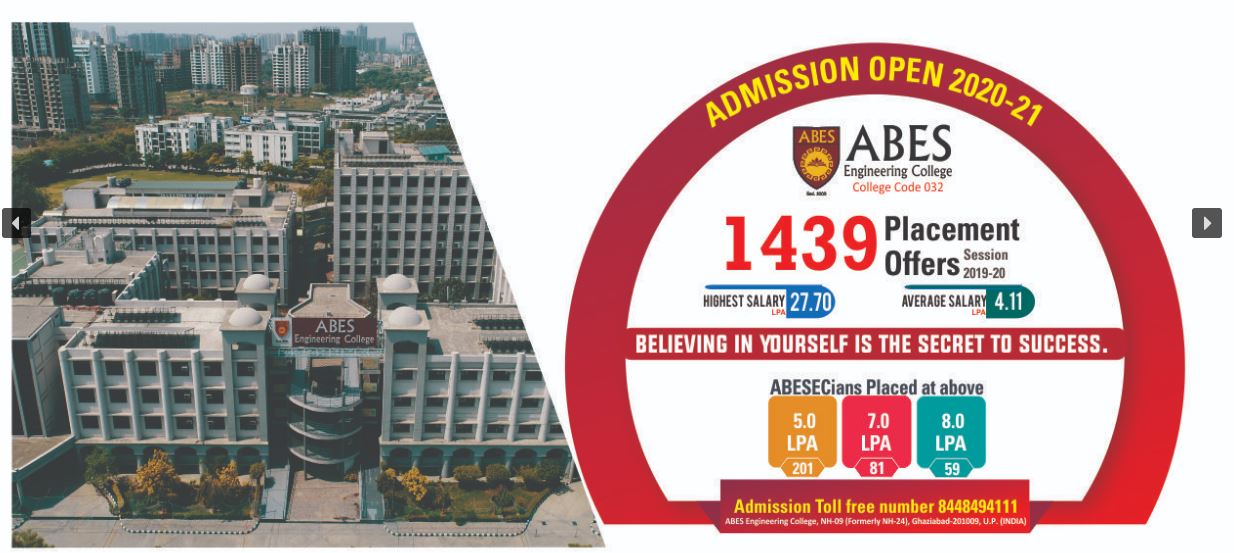 ADMISSION OPEN 2020-21
ABES
ABES
Engineering College
College Code 032
Estd. 2000
1439 Placement
Offers Session
2019-20
HIGHEST SALARY 27.70
LPA
AVERAGE SALARY 4.11
LPA
BELIEVING IN YOURSELF IS THE SECRET TO SUCCESS.
ABESECians Placed at above
5.0
LPA
201
7.0
LPA
81
8.0
LPA
59
Admission Toll free number 8448494111
ABES Engineering College, NH-09 (Formerly NH-24), Ghaziabad-201009, U.P. (INDIA)
ABES
Engineering College